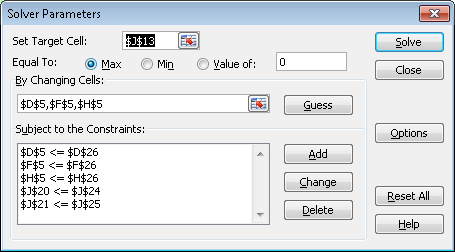 Solver Parameters
Set Target Cell: $J$13 Solve
Equal To: Max Min Value of: 0
Close
By Changing Cells:
$D$5,$F$5,$H$5 Guess
Subject to the Constraints: Options
$D$5 <= $D$26 Add
$F$5 <= $F$26
$H$5 <= $H$26 Change
$J$20 <= $J$24 Reset All
$J$21 <= $J$25 Delete
Help